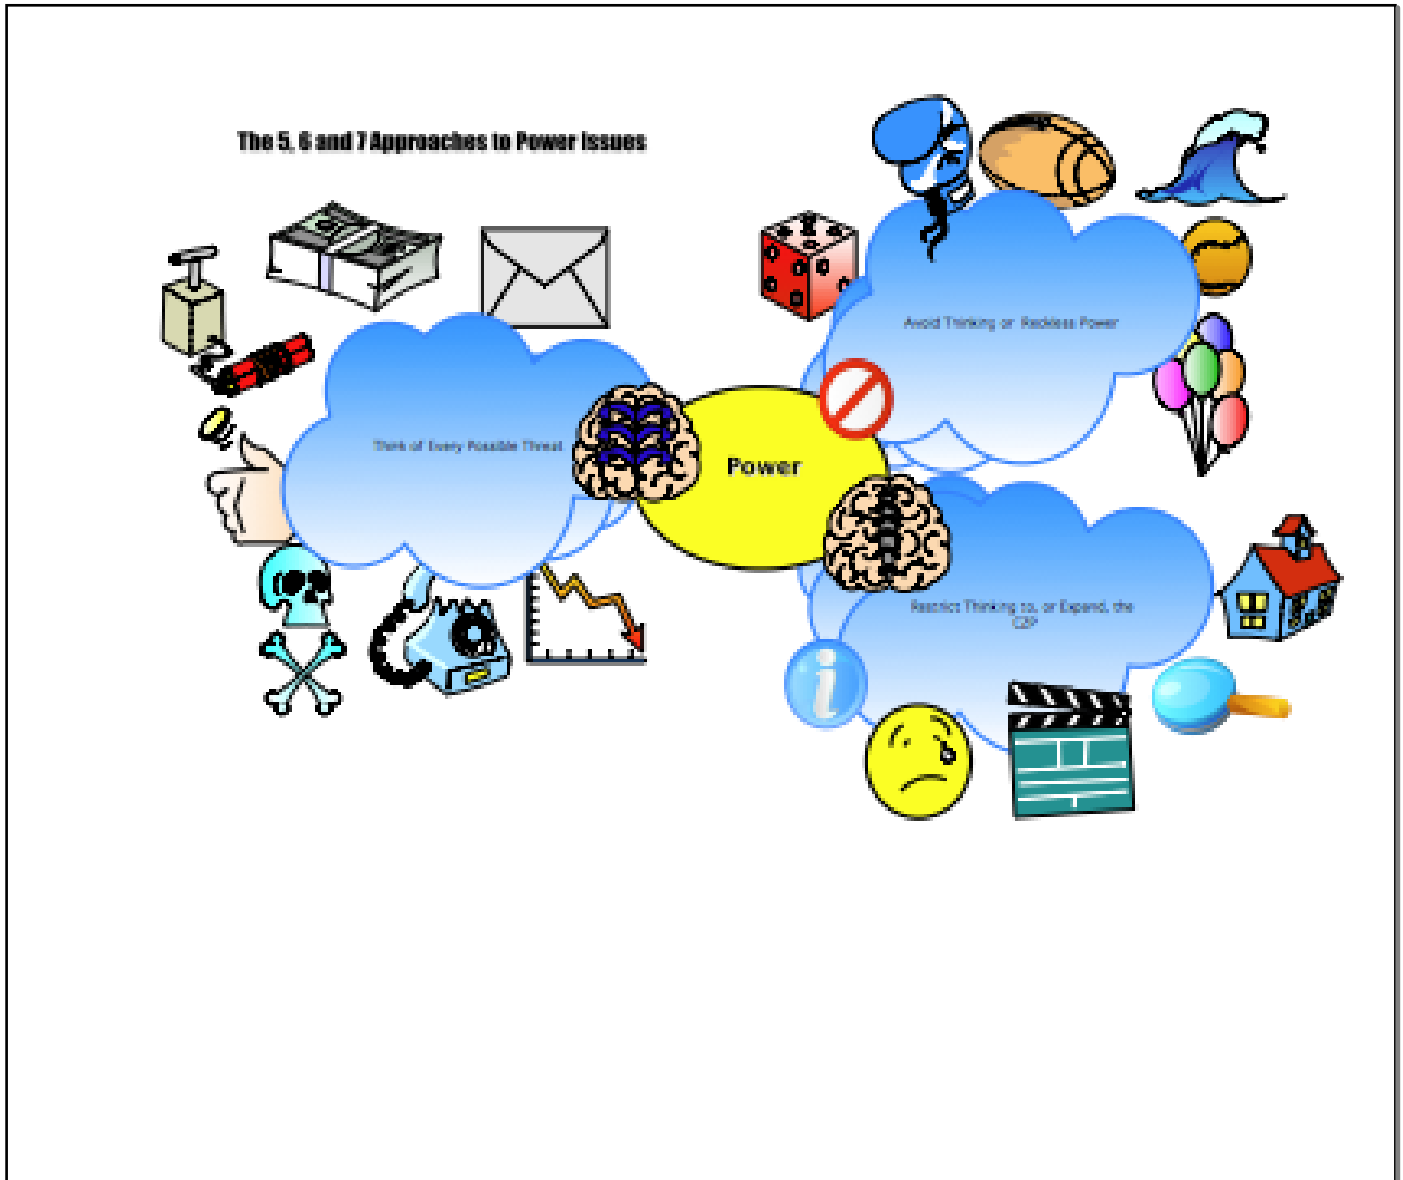 The 5, 6 and 7 Approaches to Power Issues
Avoid Thinking or Reckless Power
Think of Every Possible Threat
Power
Restrict Thinking to, or Expand, the
CZP